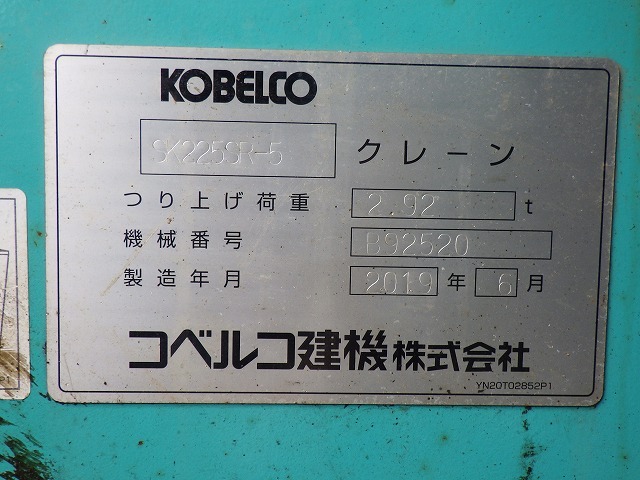 KOBELCO
SK225SR-5 クレーン
つり上げ荷重 2.92 t
機械番号 B92520
製造年月 2019 年 6 月
コベルコ建機株式会社
YN20T02852P1